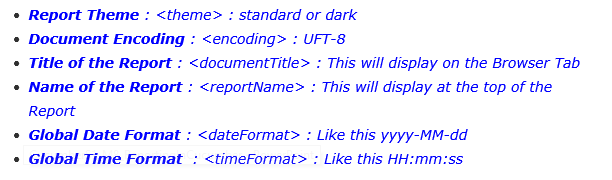 • Report Theme : <theme> : standard or dark
• Document Encoding : <encoding> : UFT-8
• Title of the Report : <documentTitle> : This will display on the Browser Tab
• Name of the Report : <reportName> : This will display at the top of the
Report
• Global Date Format : <dateFormat> : Like this yyyy-MM-dd
• Global Time Format : <timeFormat> : Like this HH:mm:ss